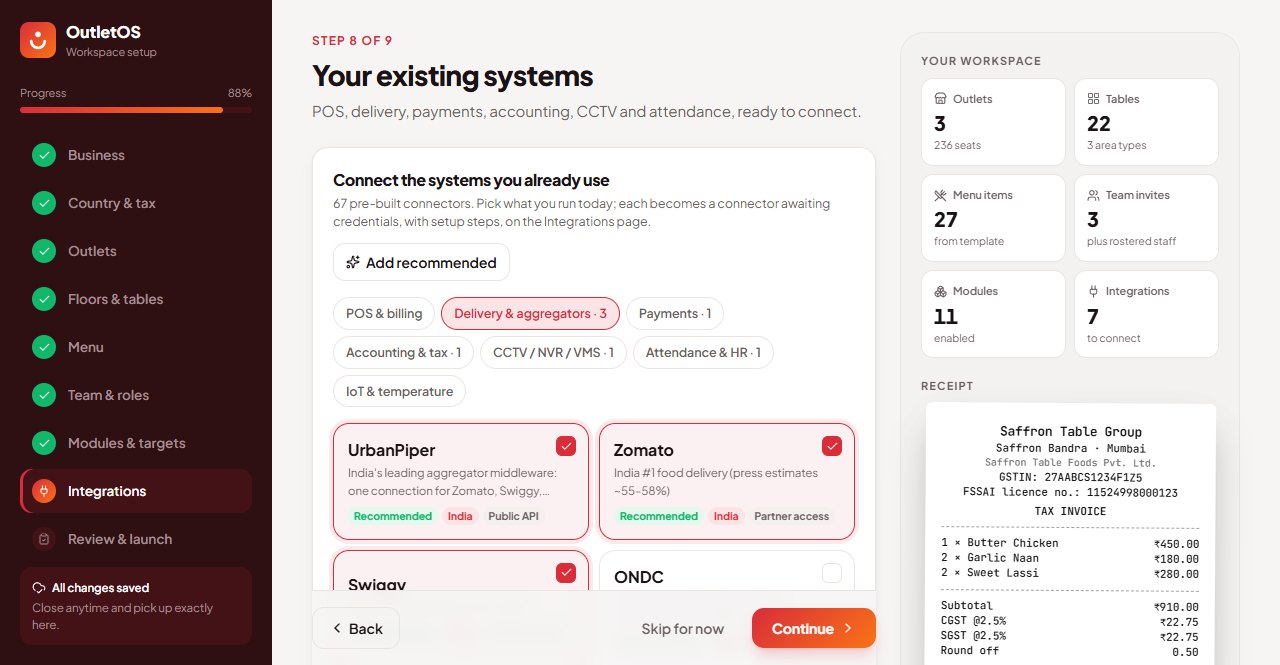 OutletOS
Workspace setup
Progress 88%
Business
Country & tax
Outlets
Floors & tables
Menu
Team & roles
Modules & targets
Integrations
Review & launch
All changes saved
Close anytime and pick up exactly
here.
STEP 8 OF 9
Your existing systems
POS, delivery, payments, accounting, CCTV and attendance, ready to connect.
Connect the systems you already use
67 pre-built connectors. Pick what you run today; each becomes a connector awaiting
credentials, with setup steps, on the Integrations page.
Add recommended
POS & billing
Delivery & aggregators · 3
Payments · 1
Accounting & tax · 1
CCTV / NVR / VMS · 1
Attendance & HR · 1
IoT & temperature
UrbanPiper
India's leading aggregator middleware:
one connection for Zomato, Swiggy,…
Recommended India Public API
Zomato
India #1 food delivery (press estimates
~55–58%)
Recommended India Partner access
Swiggy
ONDC
Back
Skip for now
Continue
YOUR WORKSPACE
Outlets
3
236 seats
Tables
22
3 area types
Menu items
27
from template
Team invites
3
plus rostered staff
Modules
11
enabled
Integrations
7
to connect
RECEIPT
Saffron Table Group
Saffron Bandra · Mumbai
Saffron Table Foods Pvt. Ltd.
GSTIN: 27AABCS1234F1Z5
FSSAI licence no.: 11524998000123
TAX INVOICE
1 × Butter Chicken ₹450.00
2 × Garlic Naan ₹180.00
2 × Sweet Lassi ₹280.00
Subtotal ₹910.00
CGST @2.5% ₹22.75
SGST @2.5% ₹22.75
Round off 0.50